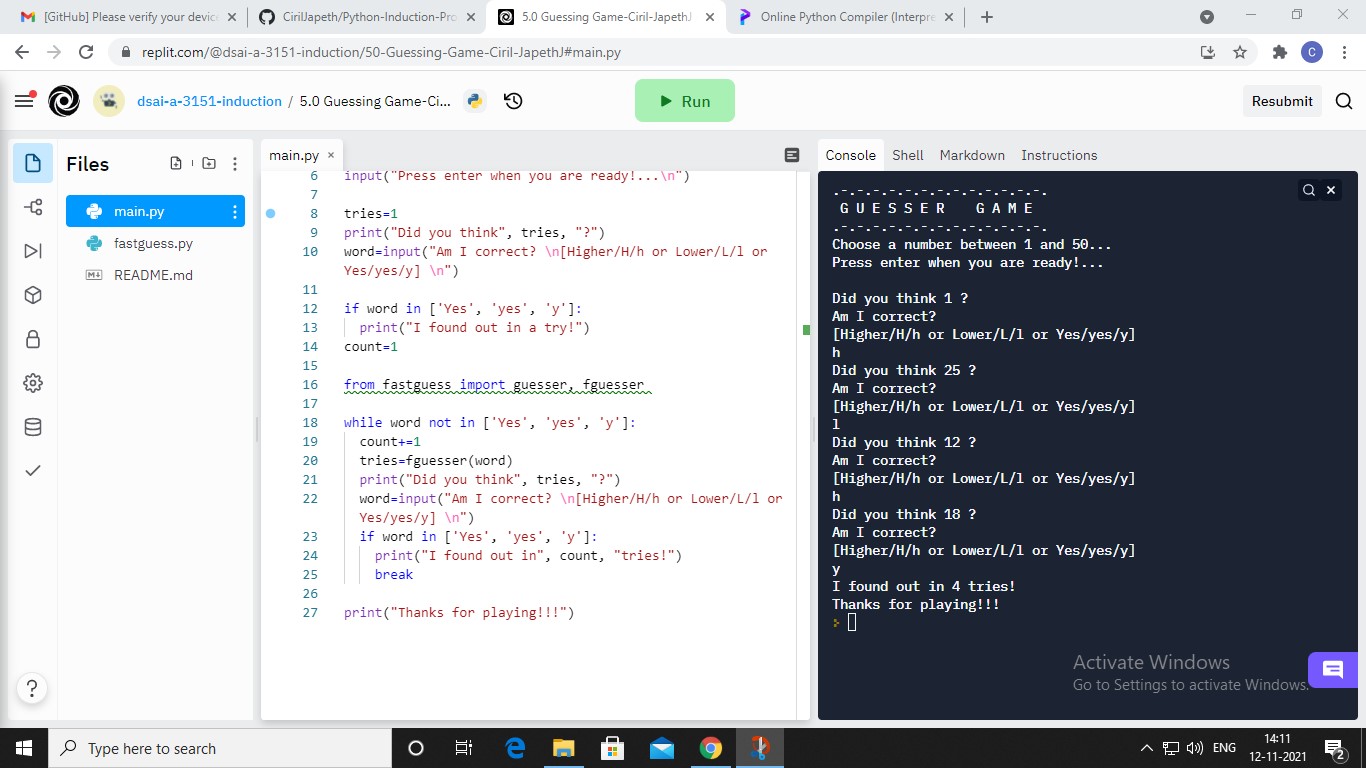 [GitHub] Please verify your devic
CirilJapeth/Python-Induction-Pro
5.0 Guessing Game-Ciril-JapethJ
Online Python Compiler (Interpre
replit.com/@dsai-a-3151-induction/50-Guessing-Game-Ciril-JapethJ#main.py
C
dsai-a-3151-induction / 5.0 Guessing Game-Ci...
Run
Resubmit
Files
main.py
fastguess.py
README.md
main.py
6 input("Press enter when you are ready!...\n")
7
8 tries=1
9 print("Did you think", tries, "?")
10 word=input("Am I correct? \n[Higher/H/h or Lower/L/l or
Yes/yes/y] \n")
11
12 if word in ['Yes', 'yes', 'y']:
13 print("I found out in a try!")
14 count=1
15
16 from fastguess import guesser, fguesser
17
18 while word not in ['Yes', 'yes', 'y']:
19 count+=1
20 tries=fguesser(word)
21 print("Did you think", tries, "?")
22 word=input("Am I correct? \n[Higher/H/h or Lower/L/l or
Yes/yes/y] \n")
23 if word in ['Yes', 'yes', 'y']:
24 print("I found out in", count, "tries!")
25 break
26
27 print("Thanks for playing!!!")
Console Shell Markdown Instructions
.-.-.-.-.-.-.-.-.-.-.-.-.-.
G U E S S E R   G A M E
.-.-.-.-.-.-.-.-.-.-.-.-.-.
Choose a number between 1 and 50...
Press enter when you are ready!...
Did you think 1 ?
Am I correct?
[Higher/H/h or Lower/L/l or Yes/yes/y]
h
Did you think 25 ?
Am I correct?
[Higher/H/h or Lower/L/l or Yes/yes/y]
l
Did you think 12 ?
Am I correct?
[Higher/H/h or Lower/L/l or Yes/yes/y]
h
Did you think 18 ?
Am I correct?
[Higher/H/h or Lower/L/l or Yes/yes/y]
y
I found out in 4 tries!
Thanks for playing!!!
Activate Windows
Go to Settings to activate Windows.
?
Type here to search
ENG
14:11
12-11-2021
2